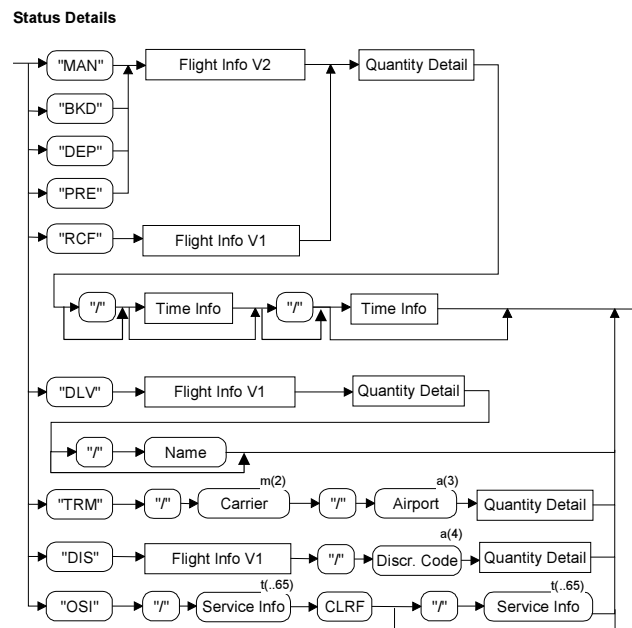 Status Details
"MAN" Flight Info V2 Quantity Detail
"BKD"
"DEP"
"PRE"
"RCF" Flight Info V1
"/" Time Info "/" Time Info
"DLV" Flight Info V1 Quantity Detail
"/" Name
m(2) a(3)
"TRM" "/" Carrier "/" Airport Quantity Detail
a(4)
"DIS" Flight Info V1 "/" Discr. Code Quantity Detail
t(..65) t(..65)
"OSI" "/" Service Info CLRF "/" Service Info